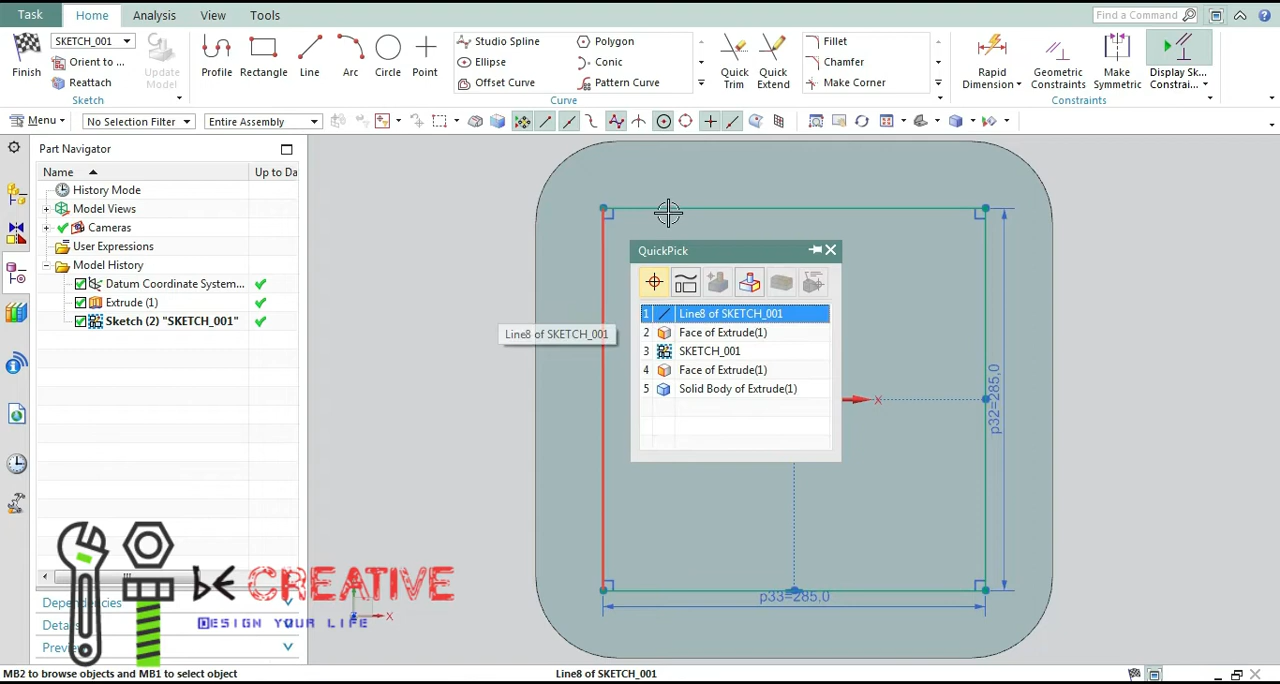 Task
Home
Analysis
View
Tools
Find a Command
SKETCH_001
Orient to ...
Reattach
Finish
Update
Model
Sketch
Profile
Rectangle
Line
Arc
Circle
Point
Studio Spline
Ellipse
Offset Curve
Polygon
Conic
Pattern Curve
Curve
Quick
Trim
Quick
Extend
Fillet
Chamfer
Make Corner
Rapid
Dimension
Geometric
Constraints
Make
Symmetric
Display Sk...
Constrai...
Constraints
Menu
No Selection Filter
Entire Assembly
Part Navigator
Name
Up to Da
History Mode
Model Views
Cameras
User Expressions
Model History
Datum Coordinate System...
Extrude (1)
Sketch (2) "SKETCH_001"
Dependencies
Details
Preview
QuickPick
1 Line8 of SKETCH_001
2 Face of Extrude(1)
3 SKETCH_001
4 Face of Extrude(1)
5 Solid Body of Extrude(1)
Line8 of SKETCH_001
X
p32=285,0
p33=285,0
X
bE CREATIVE
DESIGN YOUR LIFE
MB2 to browse objects and MB1 to select object
Line8 of SKETCH_001